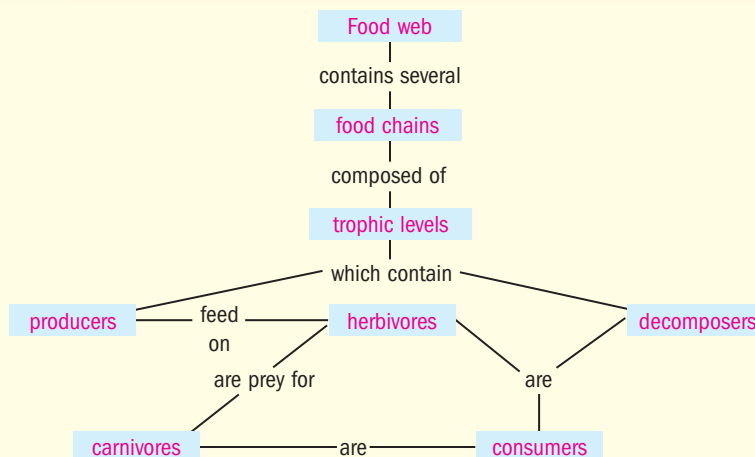 Food web
contains several
food chains
composed of
trophic levels
which contain
producers
feed
on
herbivores
decomposers
are prey for
are
carnivores
are
consumers